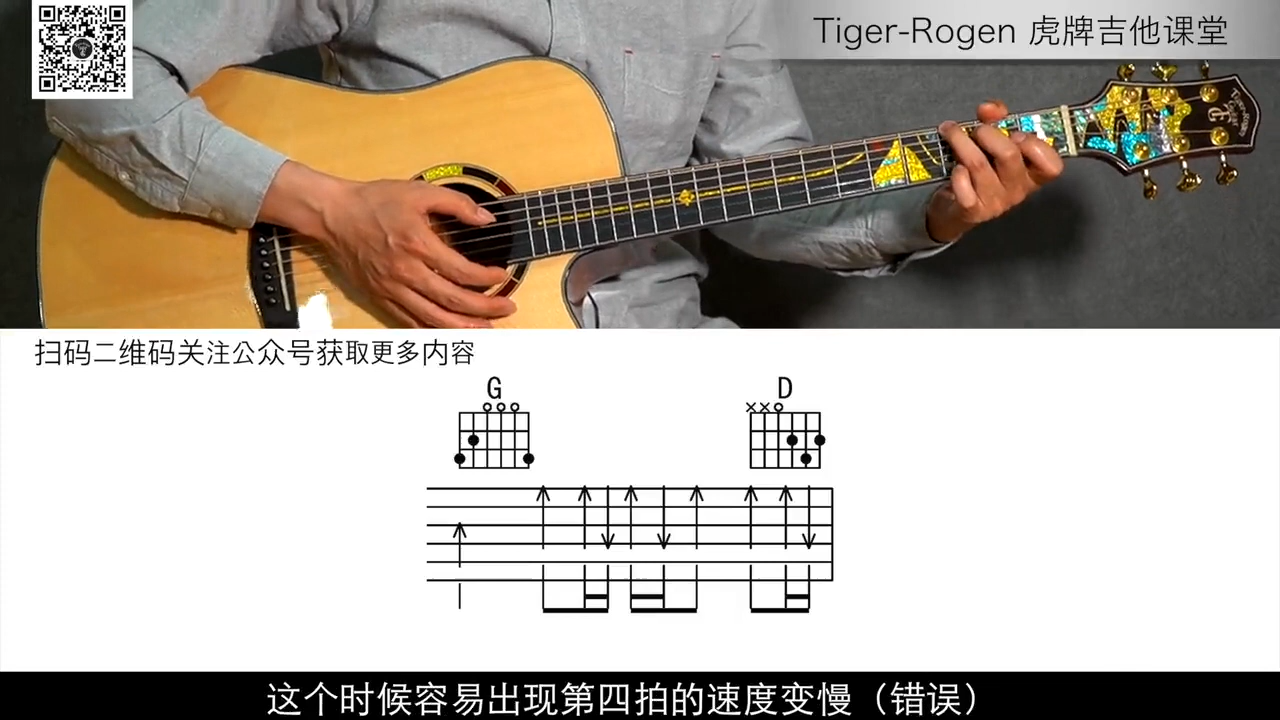 Tiger-Rogen 虎牌吉他课堂
扫码二维码关注公众号获取更多内容
G D
这个时候容易出现第四拍的速度变慢（错误）